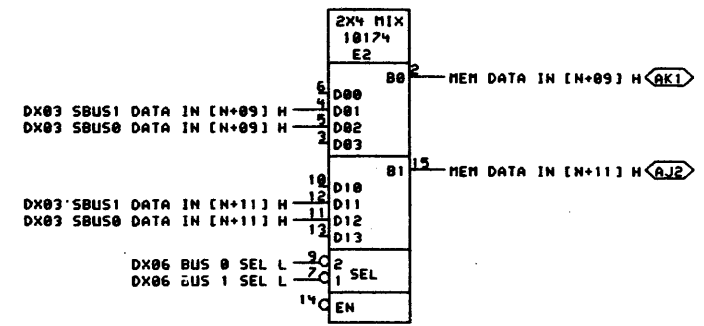 2X4 MIX
10174
E2
B0 2 MEM DATA IN [N+09] H AK1
6 D00
DX03 SBUS1 DATA IN [N+09] H 4 D01
DX03 SBUS0 DATA IN [N+09] H 5 D02
3 D03
B1 15 MEM DATA IN [N+11] H AJ2
10 D10
DX03 SBUS1 DATA IN [N+11] H 12 D11
DX03 SBUS0 DATA IN [N+11] H 11 D12
13 D13
DX06 BUS 0 SEL L 9 2
SEL
DX06 BUS 1 SEL L 7 1
14 EN